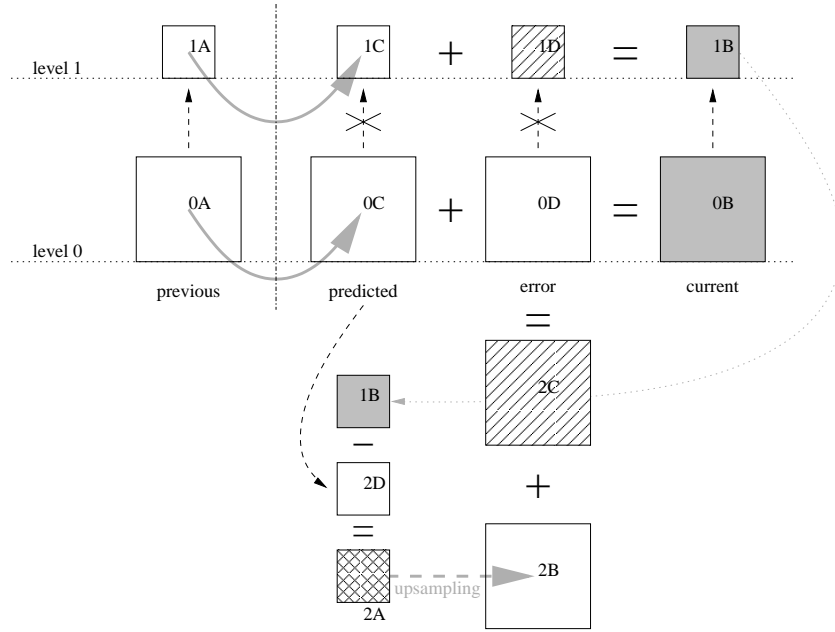 1A 1C + 1D = 1B
level 1
0A 0C + 0D = 0B
level 0
previous predicted error current
=
1B 2C
−
2D +
=
2B
upsampling
2A